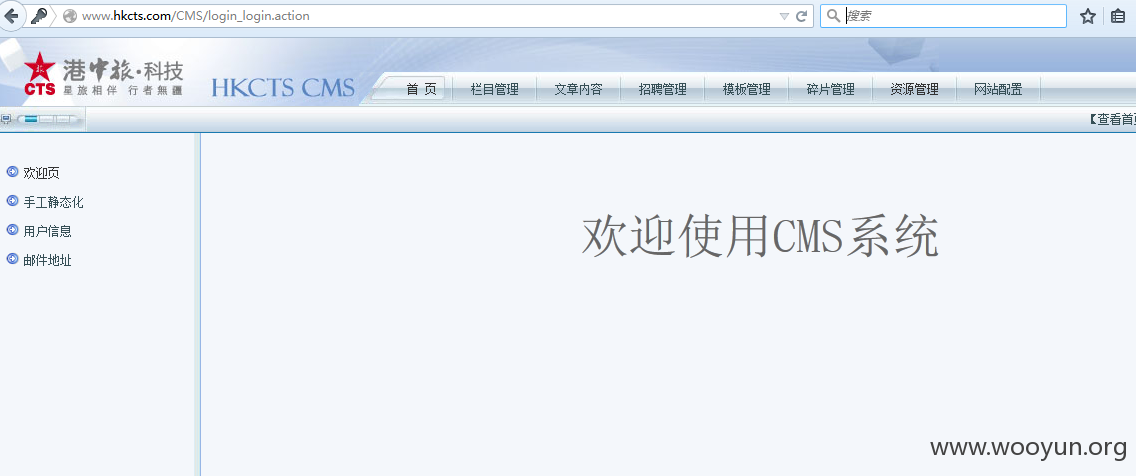 www.hkcts.com/CMS/login_login.action
搜索
CTS
港中旅·科技
星旅相伴 行者無疆
HKCTS CMS
首 页
栏目管理
文章内容
招聘管理
模板管理
碎片管理
资源管理
网站配置
【查看首页
欢迎页
手工静态化
用户信息
邮件地址
欢迎使用CMS系统
www.wooyun.org